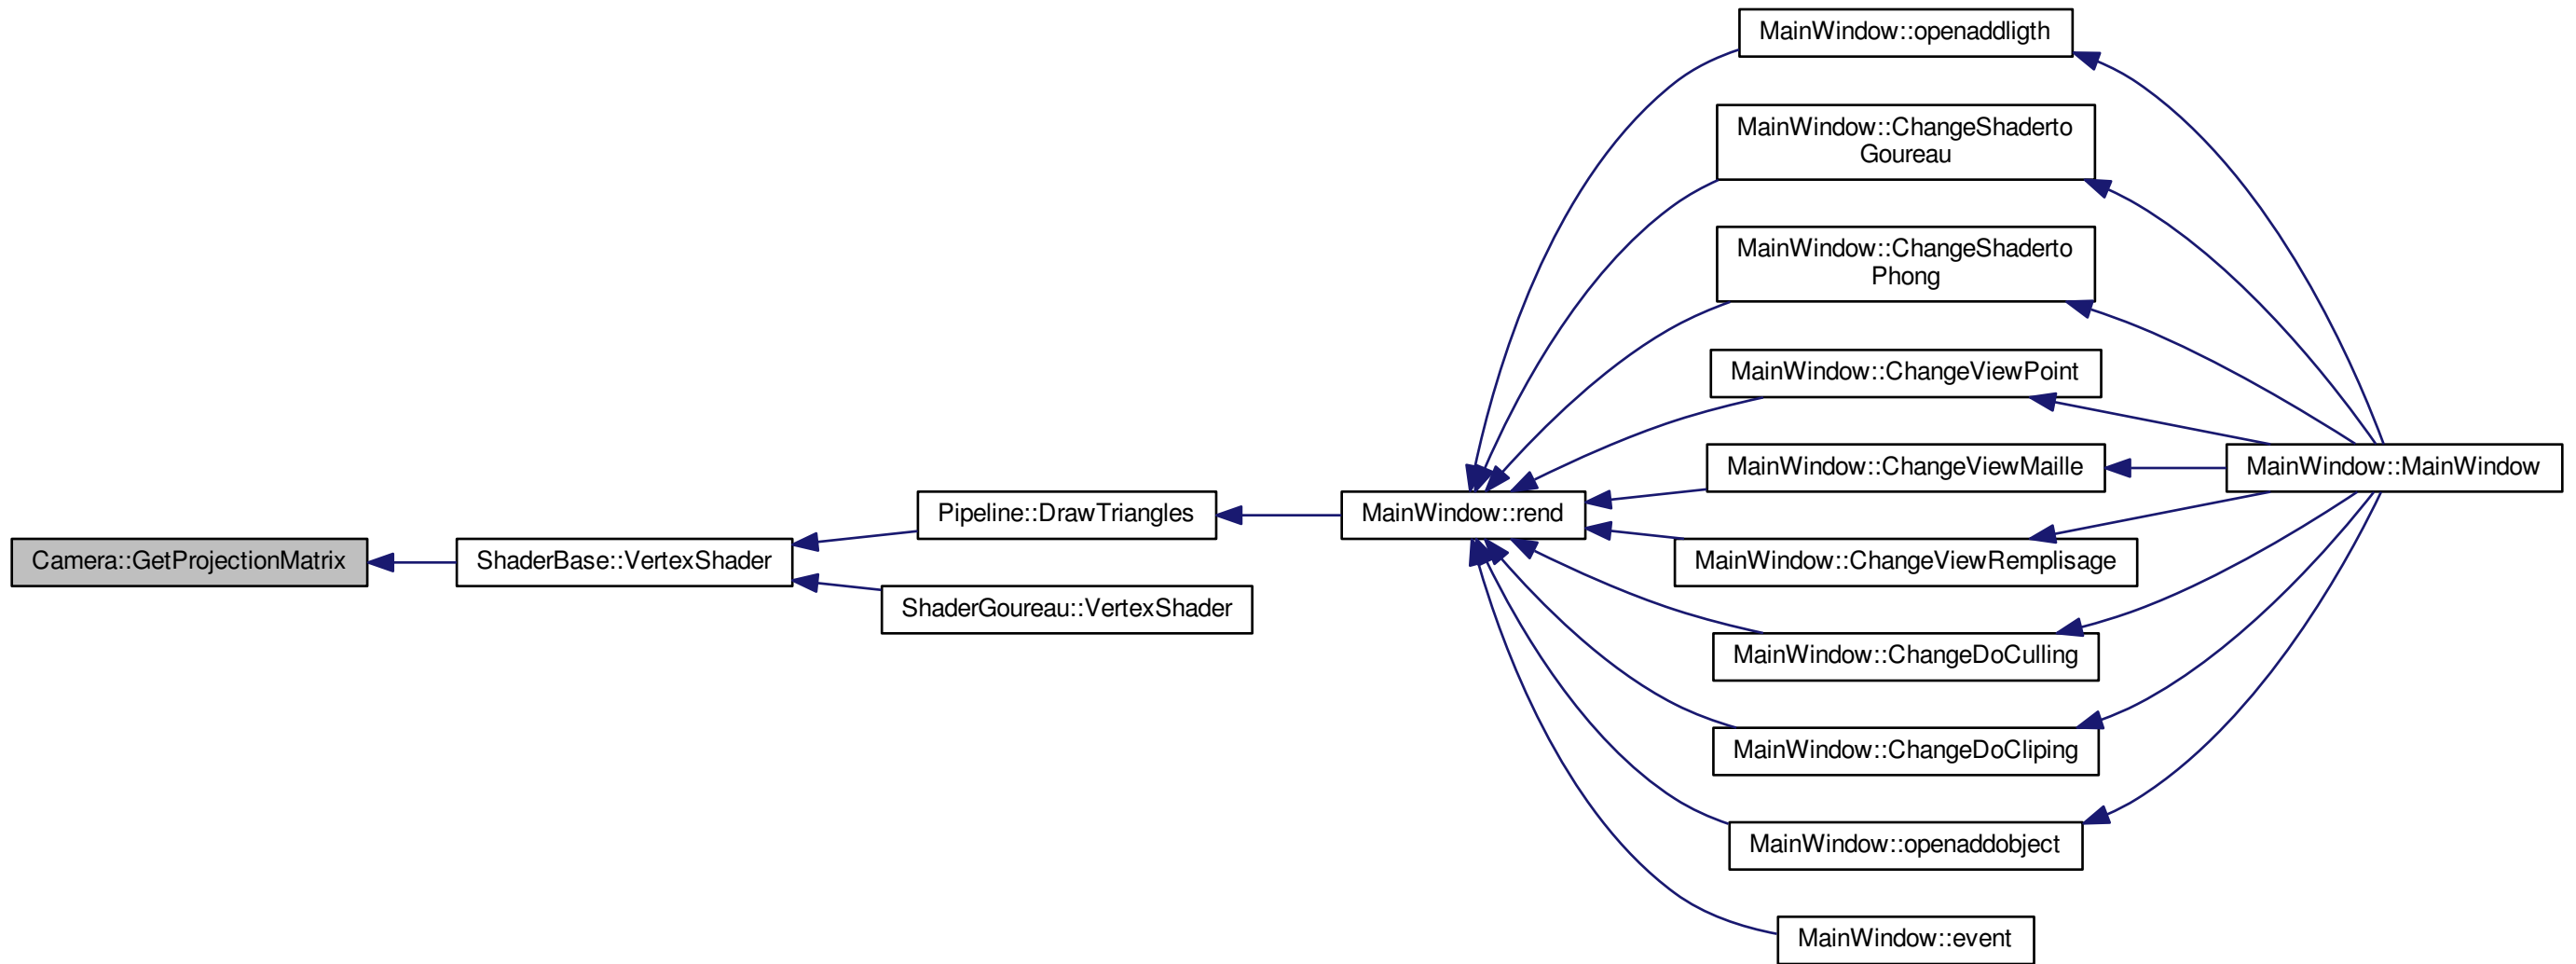 MainWindow::openaddligth
MainWindow::ChangeShaderto
Goureau
MainWindow::ChangeShaderto
Phong
MainWindow::ChangeViewPoint
MainWindow::ChangeViewMaille
MainWindow::MainWindow
Pipeline::DrawTriangles
MainWindow::rend
Camera::GetProjectionMatrix
ShaderBase::VertexShader
MainWindow::ChangeViewRemplisage
ShaderGoureau::VertexShader
MainWindow::ChangeDoCulling
MainWindow::ChangeDoCliping
MainWindow::openaddobject
MainWindow::event